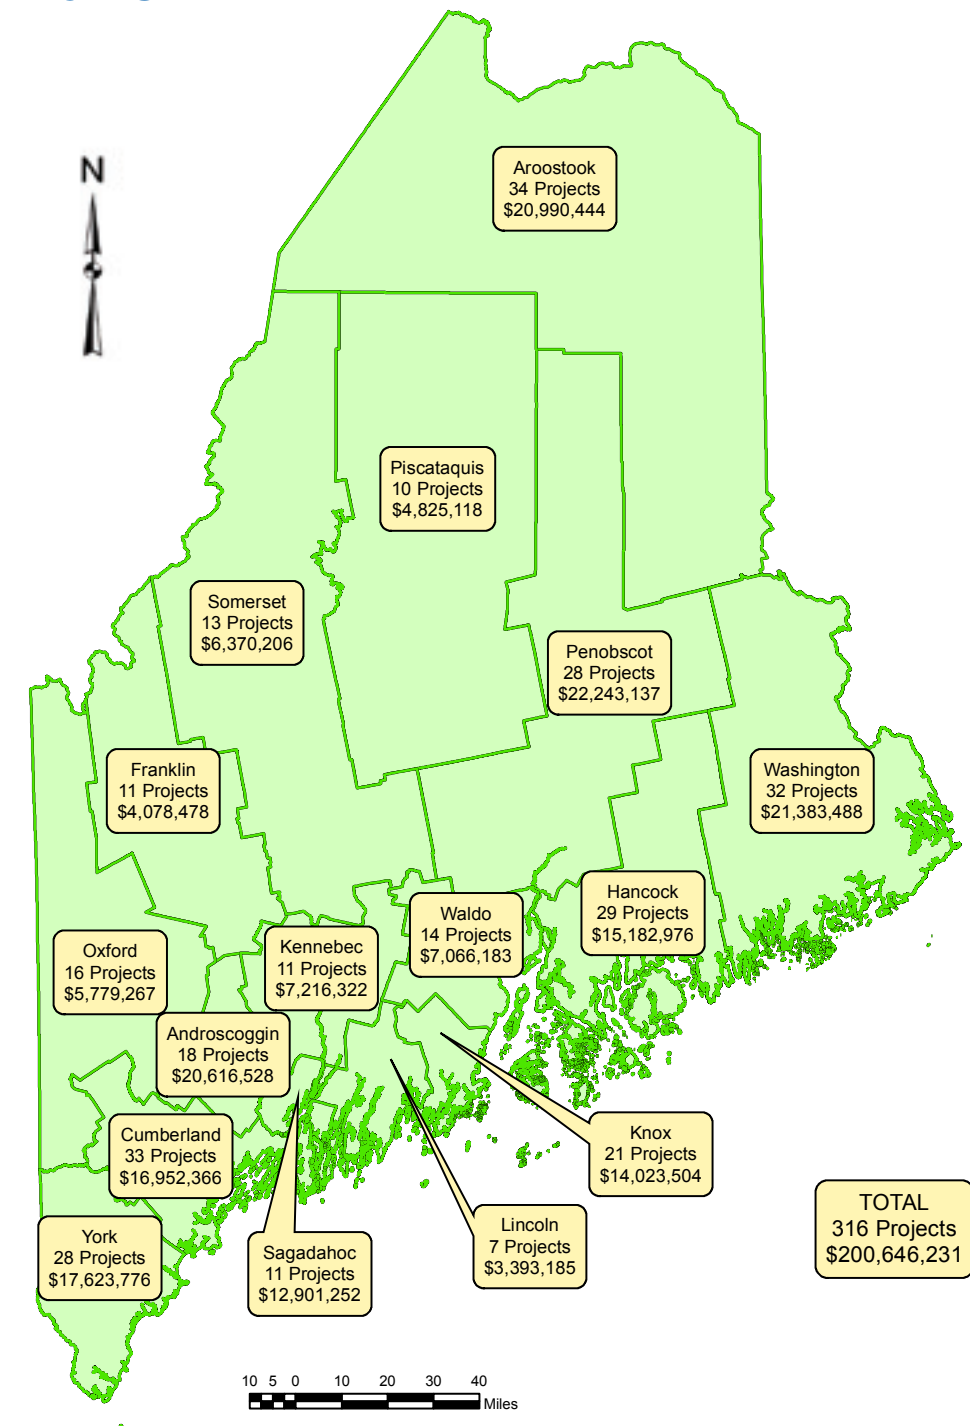 N
Aroostook
34 Projects
$20,990,444
Piscataquis
10 Projects
$4,825,118
Somerset
13 Projects
$6,370,206
Penobscot
28 Projects
$22,243,137
Franklin
11 Projects
$4,078,478
Washington
32 Projects
$21,383,488
Hancock
29 Projects
$15,182,976
Waldo
14 Projects
$7,066,183
Kennebec
11 Projects
$7,216,322
Oxford
16 Projects
$5,779,267
Androscoggin
18 Projects
$20,616,528
Cumberland
33 Projects
$16,952,366
Knox
21 Projects
$14,023,504
York
28 Projects
$17,623,776
Sagadahoc
11 Projects
$12,901,252
Lincoln
7 Projects
$3,393,185
TOTAL
316 Projects
$200,646,231
10 5 0 10 20 30 40
Miles